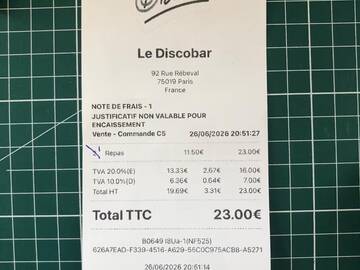 Le Discobar
92 Rue Rébeval
75019 Paris
France
NOTE DE FRAIS - 1
JUSTIFICATIF NON VALABLE POUR
ENCAISSEMENT
Vente - Commande C5 26/06/2026 20:51:27
Repas 11.50€ 23.00€
TVA 20.0%(E) 13.33€ 2.67€ 16.00€
TVA 10.0%(D) 6.36€ 0.64€ 7.00€
Total HT 19.69€ 3.31€ 23.00€
Total TTC 23.00€
B0649 I8Ua-1(NF525)
626A7EAD-F339-4516-A629-56C0C975ACB8-A5271
26/06/2026 20:51:14